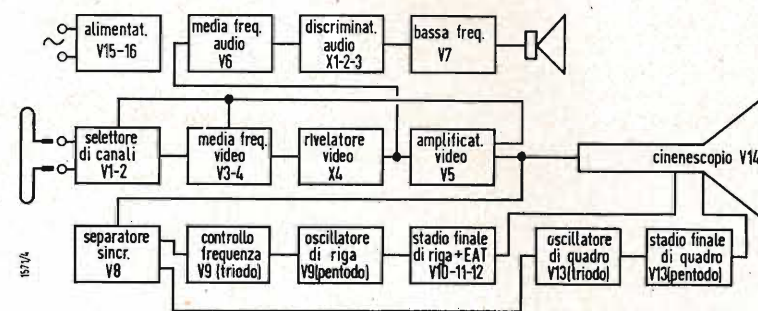 alimentat.
V15-16
media freq.
audio
V6
discriminat.
audio
X1-2-3
bassa freq.
V7
selettore
di canali
V1-2
media freq.
video
V3-4
rivelatore
video
X4
amplificat.
video
V5
cinenescopio V14
separatore
sincr.
V8
controllo
frequenza
V9 (triodo)
oscillatore
di riga
V9(pentodo)
stadio finale
di riga+EAT
V10-11-12
oscillatore
di quadro
V13(triodo)
stadio finale
di quadro
V13(pentodo)
1571/4